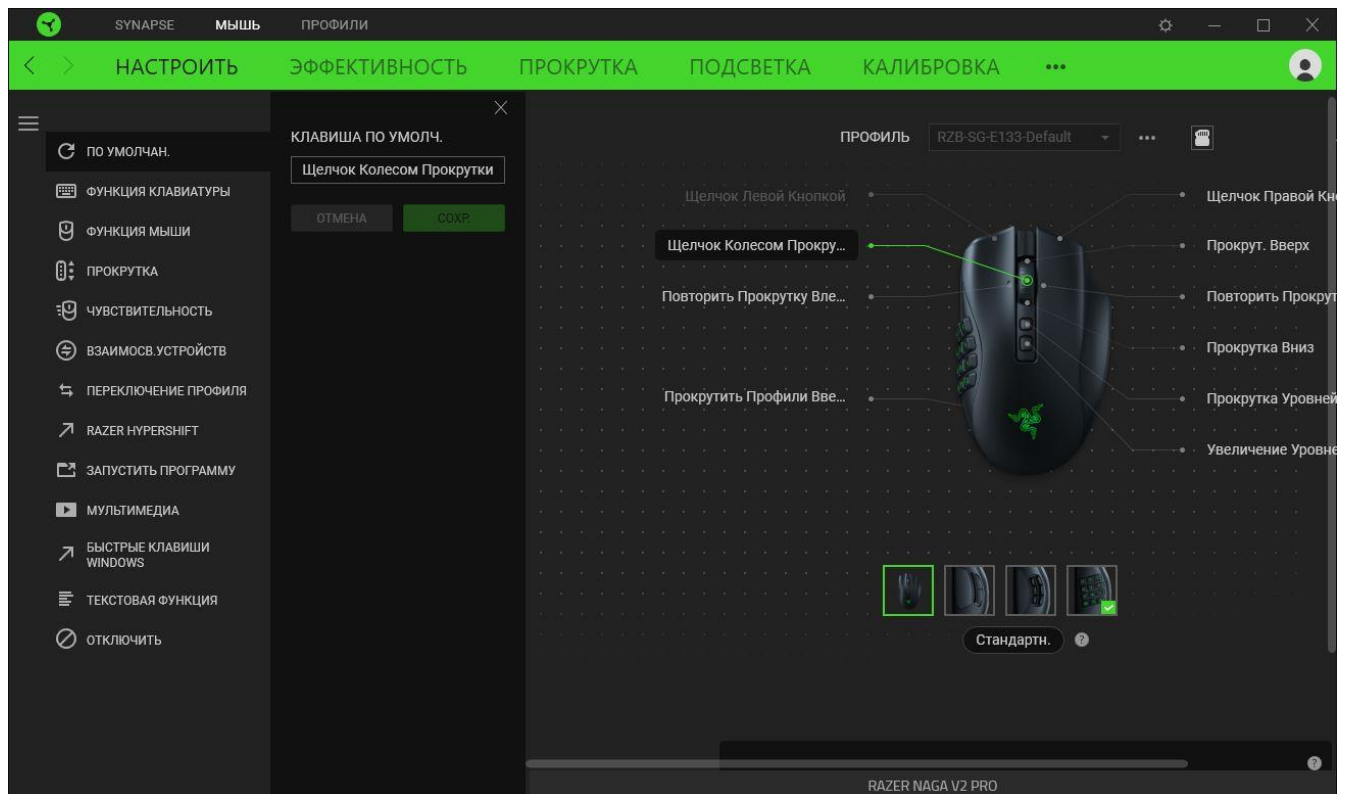 SYNAPSE МЫШЬ ПРОФИЛИ
НАСТРОИТЬ ЭФФЕКТИВНОСТЬ ПРОКРУТКА ПОДСВЕТКА КАЛИБРОВКА
ПО УМОЛЧАН.
ФУНКЦИЯ КЛАВИАТУРЫ
ФУНКЦИЯ МЫШИ
ПРОКРУТКА
ЧУВСТВИТЕЛЬНОСТЬ
ВЗАИМОСВ.УСТРОЙСТВ
ПЕРЕКЛЮЧЕНИЕ ПРОФИЛЯ
RAZER HYPERSHIFT
ЗАПУСТИТЬ ПРОГРАММУ
МУЛЬТИМЕДИА
БЫСТРЫЕ КЛАВИШИ
WINDOWS
ТЕКСТОВАЯ ФУНКЦИЯ
ОТКЛЮЧИТЬ
КЛАВИША ПО УМОЛЧ.
Щелчок Колесом Прокрутки
ОТМЕНА СОХР.
ПРОФИЛЬ RZB-SG-E133-Default
Щелчок Левой Кнопкой
Щелчок Колесом Прокру...
Повторить Прокрутку Вле...
Прокрутить Профили Вве...
Щелчок Правой Кн
Прокрут. Вверх
Повторить Прокрут
Прокрутка Вниз
Прокрутка Уровней
Увеличение Уровне
Стандартн. ?
?
RAZER NAGA V2 PRO